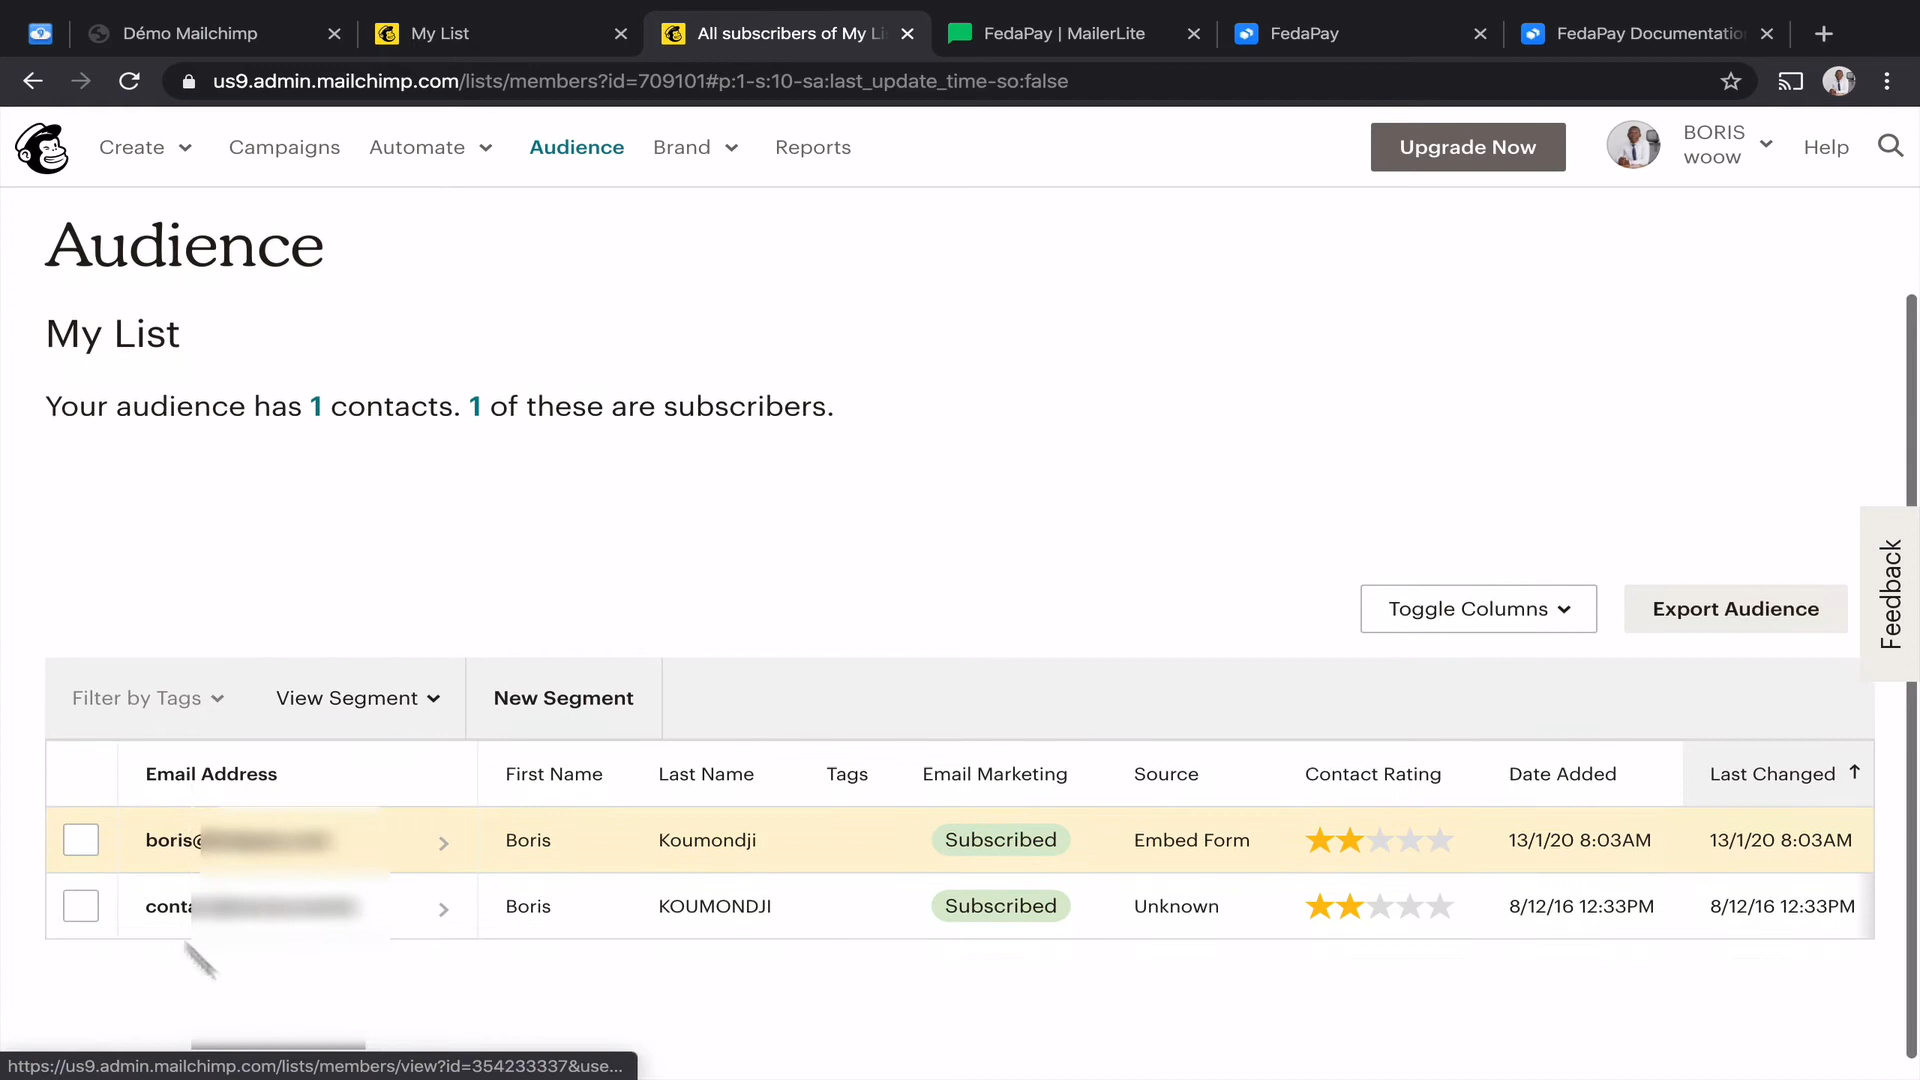 Démo Mailchimp
My List
All subscribers of My Li
FedaPay | MailerLite
FedaPay
FedaPay Documentatio
us9.admin.mailchimp.com/lists/members?id=709101#p:1-s:10-sa:last_update_time-so:false
Create
Campaigns
Automate
Audience
Brand
Reports
Upgrade Now
BORIS
woow
Help
Audience
My List
Your audience has 1 contacts. 1 of these are subscribers.
Toggle Columns
Export Audience
Feedback
Filter by Tags
View Segment
New Segment
Email Address First Name Last Name Tags Email Marketing Source Contact Rating Date Added Last Changed
boris@ Boris Koumondji Subscribed Embed Form 13/1/20 8:03AM 13/1/20 8:03AM
conta Boris KOUMONDJI Subscribed Unknown 8/12/16 12:33PM 8/12/16 12:33PM
https://us9.admin.mailchimp.com/lists/members/view?id=354233337&use...